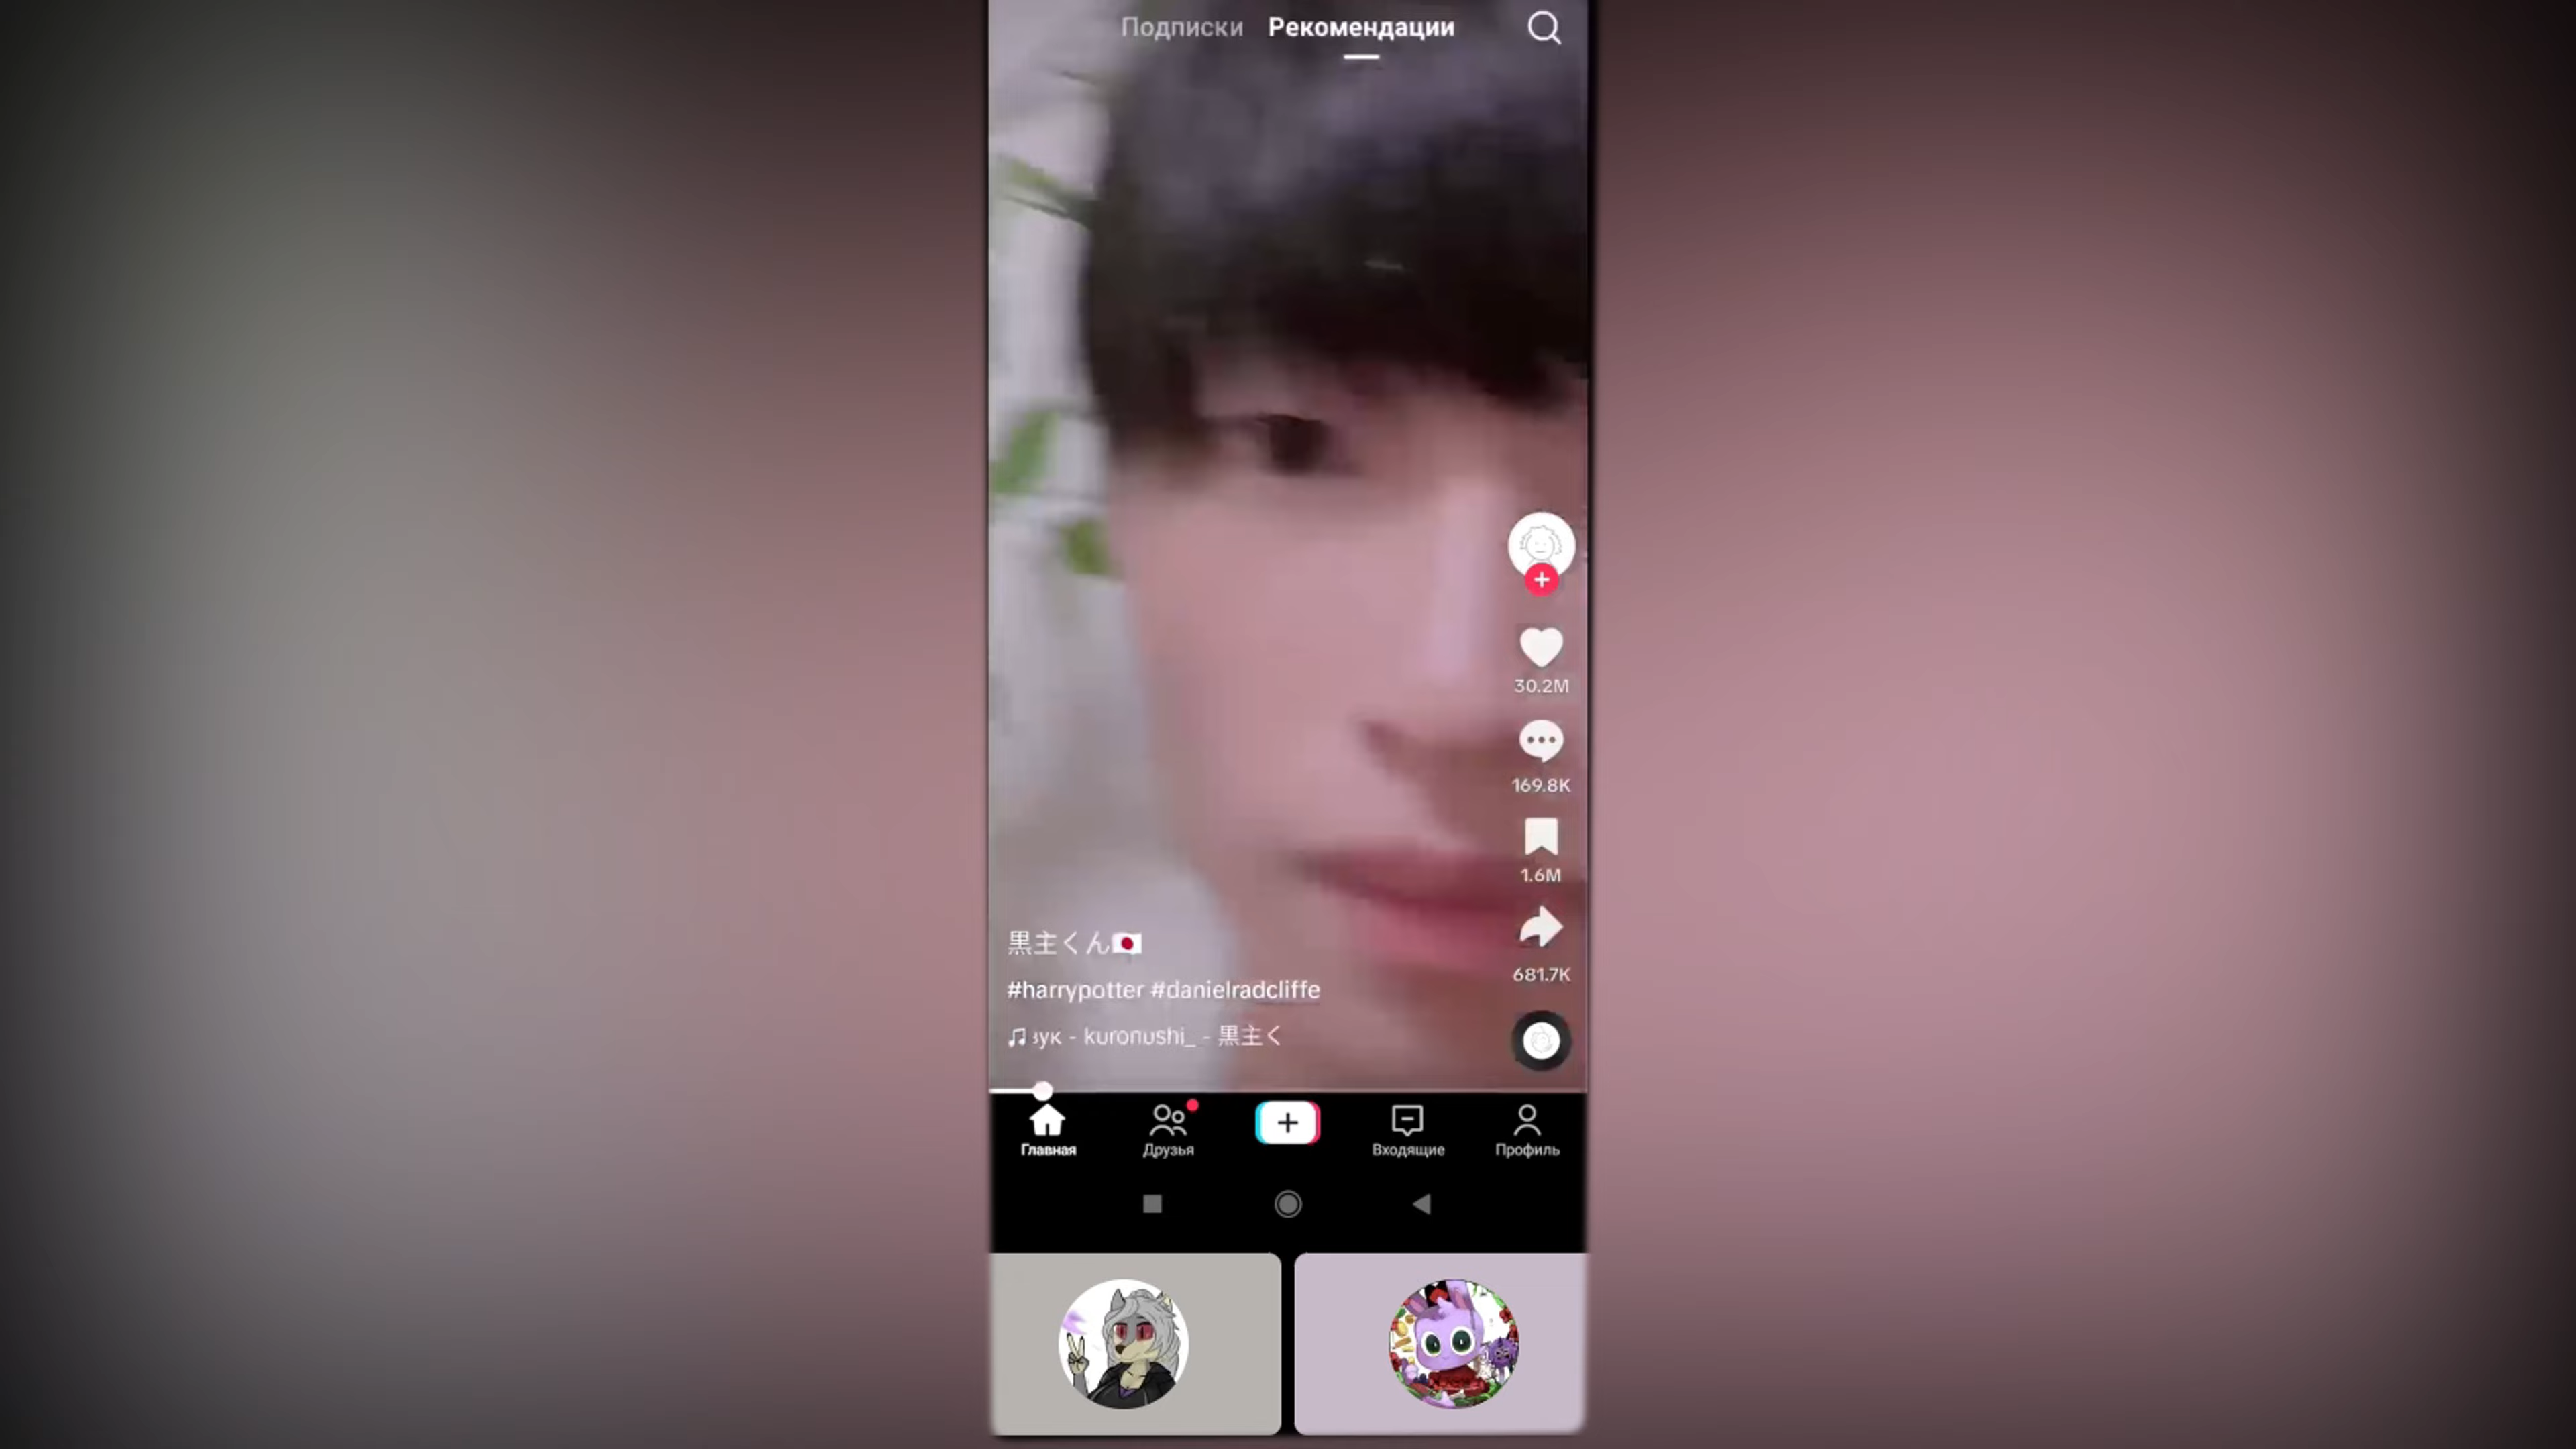 Подписки Рекомендации
30.2M
169.8K
1.6M
681.7K
黒主くん🇯🇵
#harrypotter #danielradcliffe
звук - kuronushi_ - 黒主く
Главная Друзья Входящие Профиль